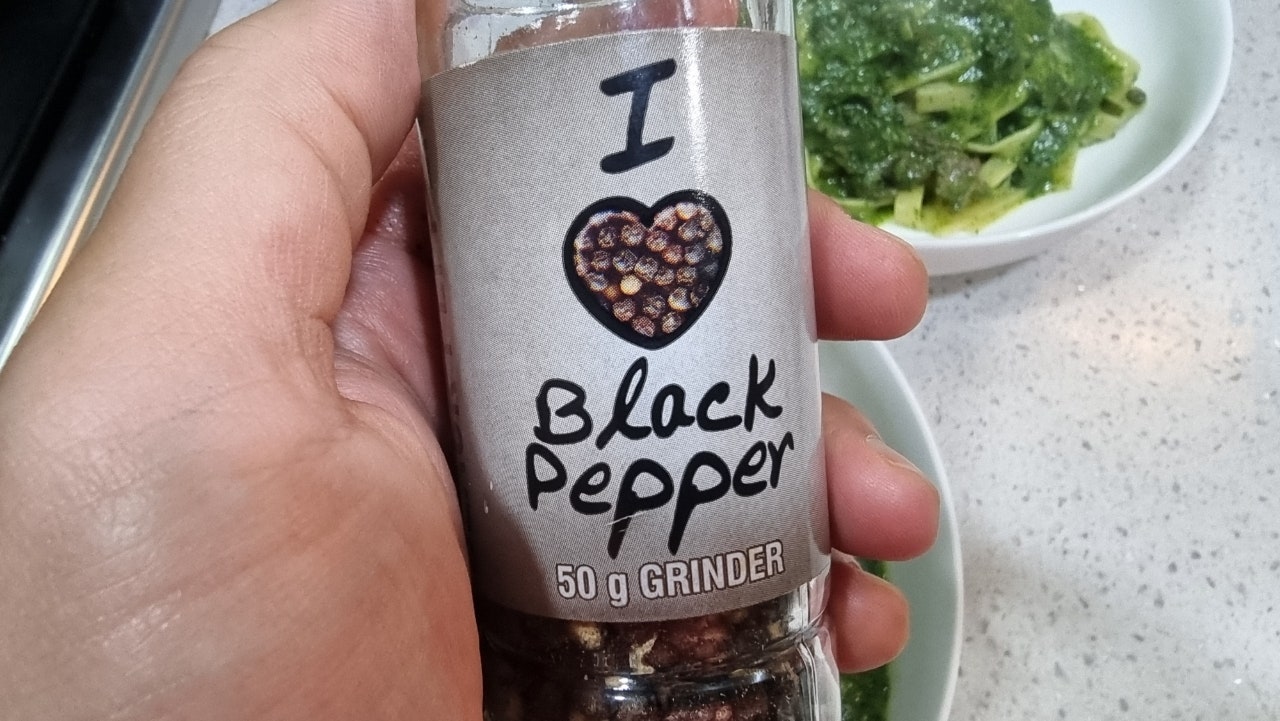 I
Black
Pepper
50 g GRINDER